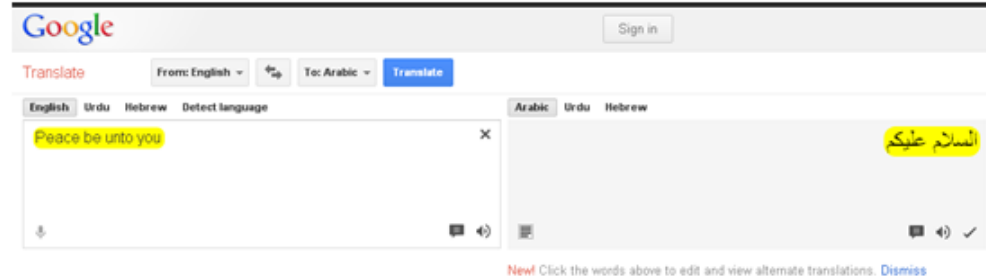 Google
Sign in
Translate From: English To: Arabic Translate
English Urdu Hebrew Detect language
Arabic Urdu Hebrew
Peace be unto you
السلام عليكم
New! Click the words above to edit and view alternate translations. Dismiss